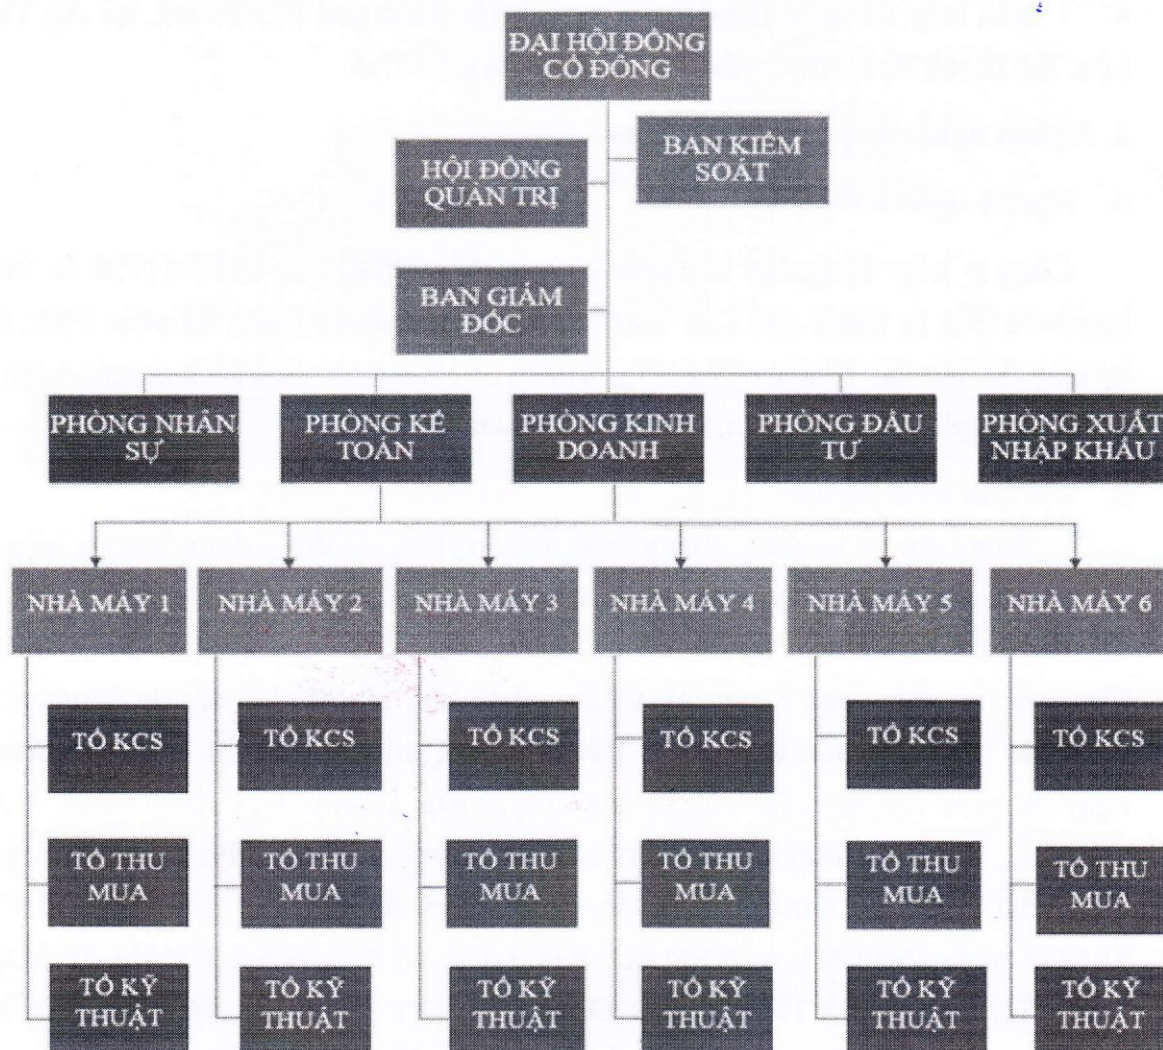 ĐẠI HỘI ĐỒNG
CỔ ĐÔNG
BAN KIỂM
SOÁT
HỘI ĐỒNG
QUẢN TRỊ
BAN GIÁM
ĐỐC
PHÒNG NHÂN
SỰ
PHÒNG KẾ
TOÁN
PHÒNG KINH
DOANH
PHÒNG ĐẦU
TƯ
PHÒNG XUẤT
NHẬP KHẨU
NHÀ MÁY 1
NHÀ MÁY 2
NHÀ MÁY 3
NHÀ MÁY 4
NHÀ MÁY 5
NHÀ MÁY 6
TỔ KCS
TỔ KCS
TỔ KCS
TỔ KCS
TỔ KCS
TỔ KCS
TỔ THU
MUA
TỔ THU
MUA
TỔ THU
MUA
TỔ THU
MUA
TỔ THU
MUA
TỔ THU
MUA
TỔ KỸ
THUẬT
TỔ KỸ
THUẬT
TỔ KỸ
THUẬT
TỔ KỸ
THUẬT
TỔ KỸ
THUẬT
TỔ KỸ
THUẬT